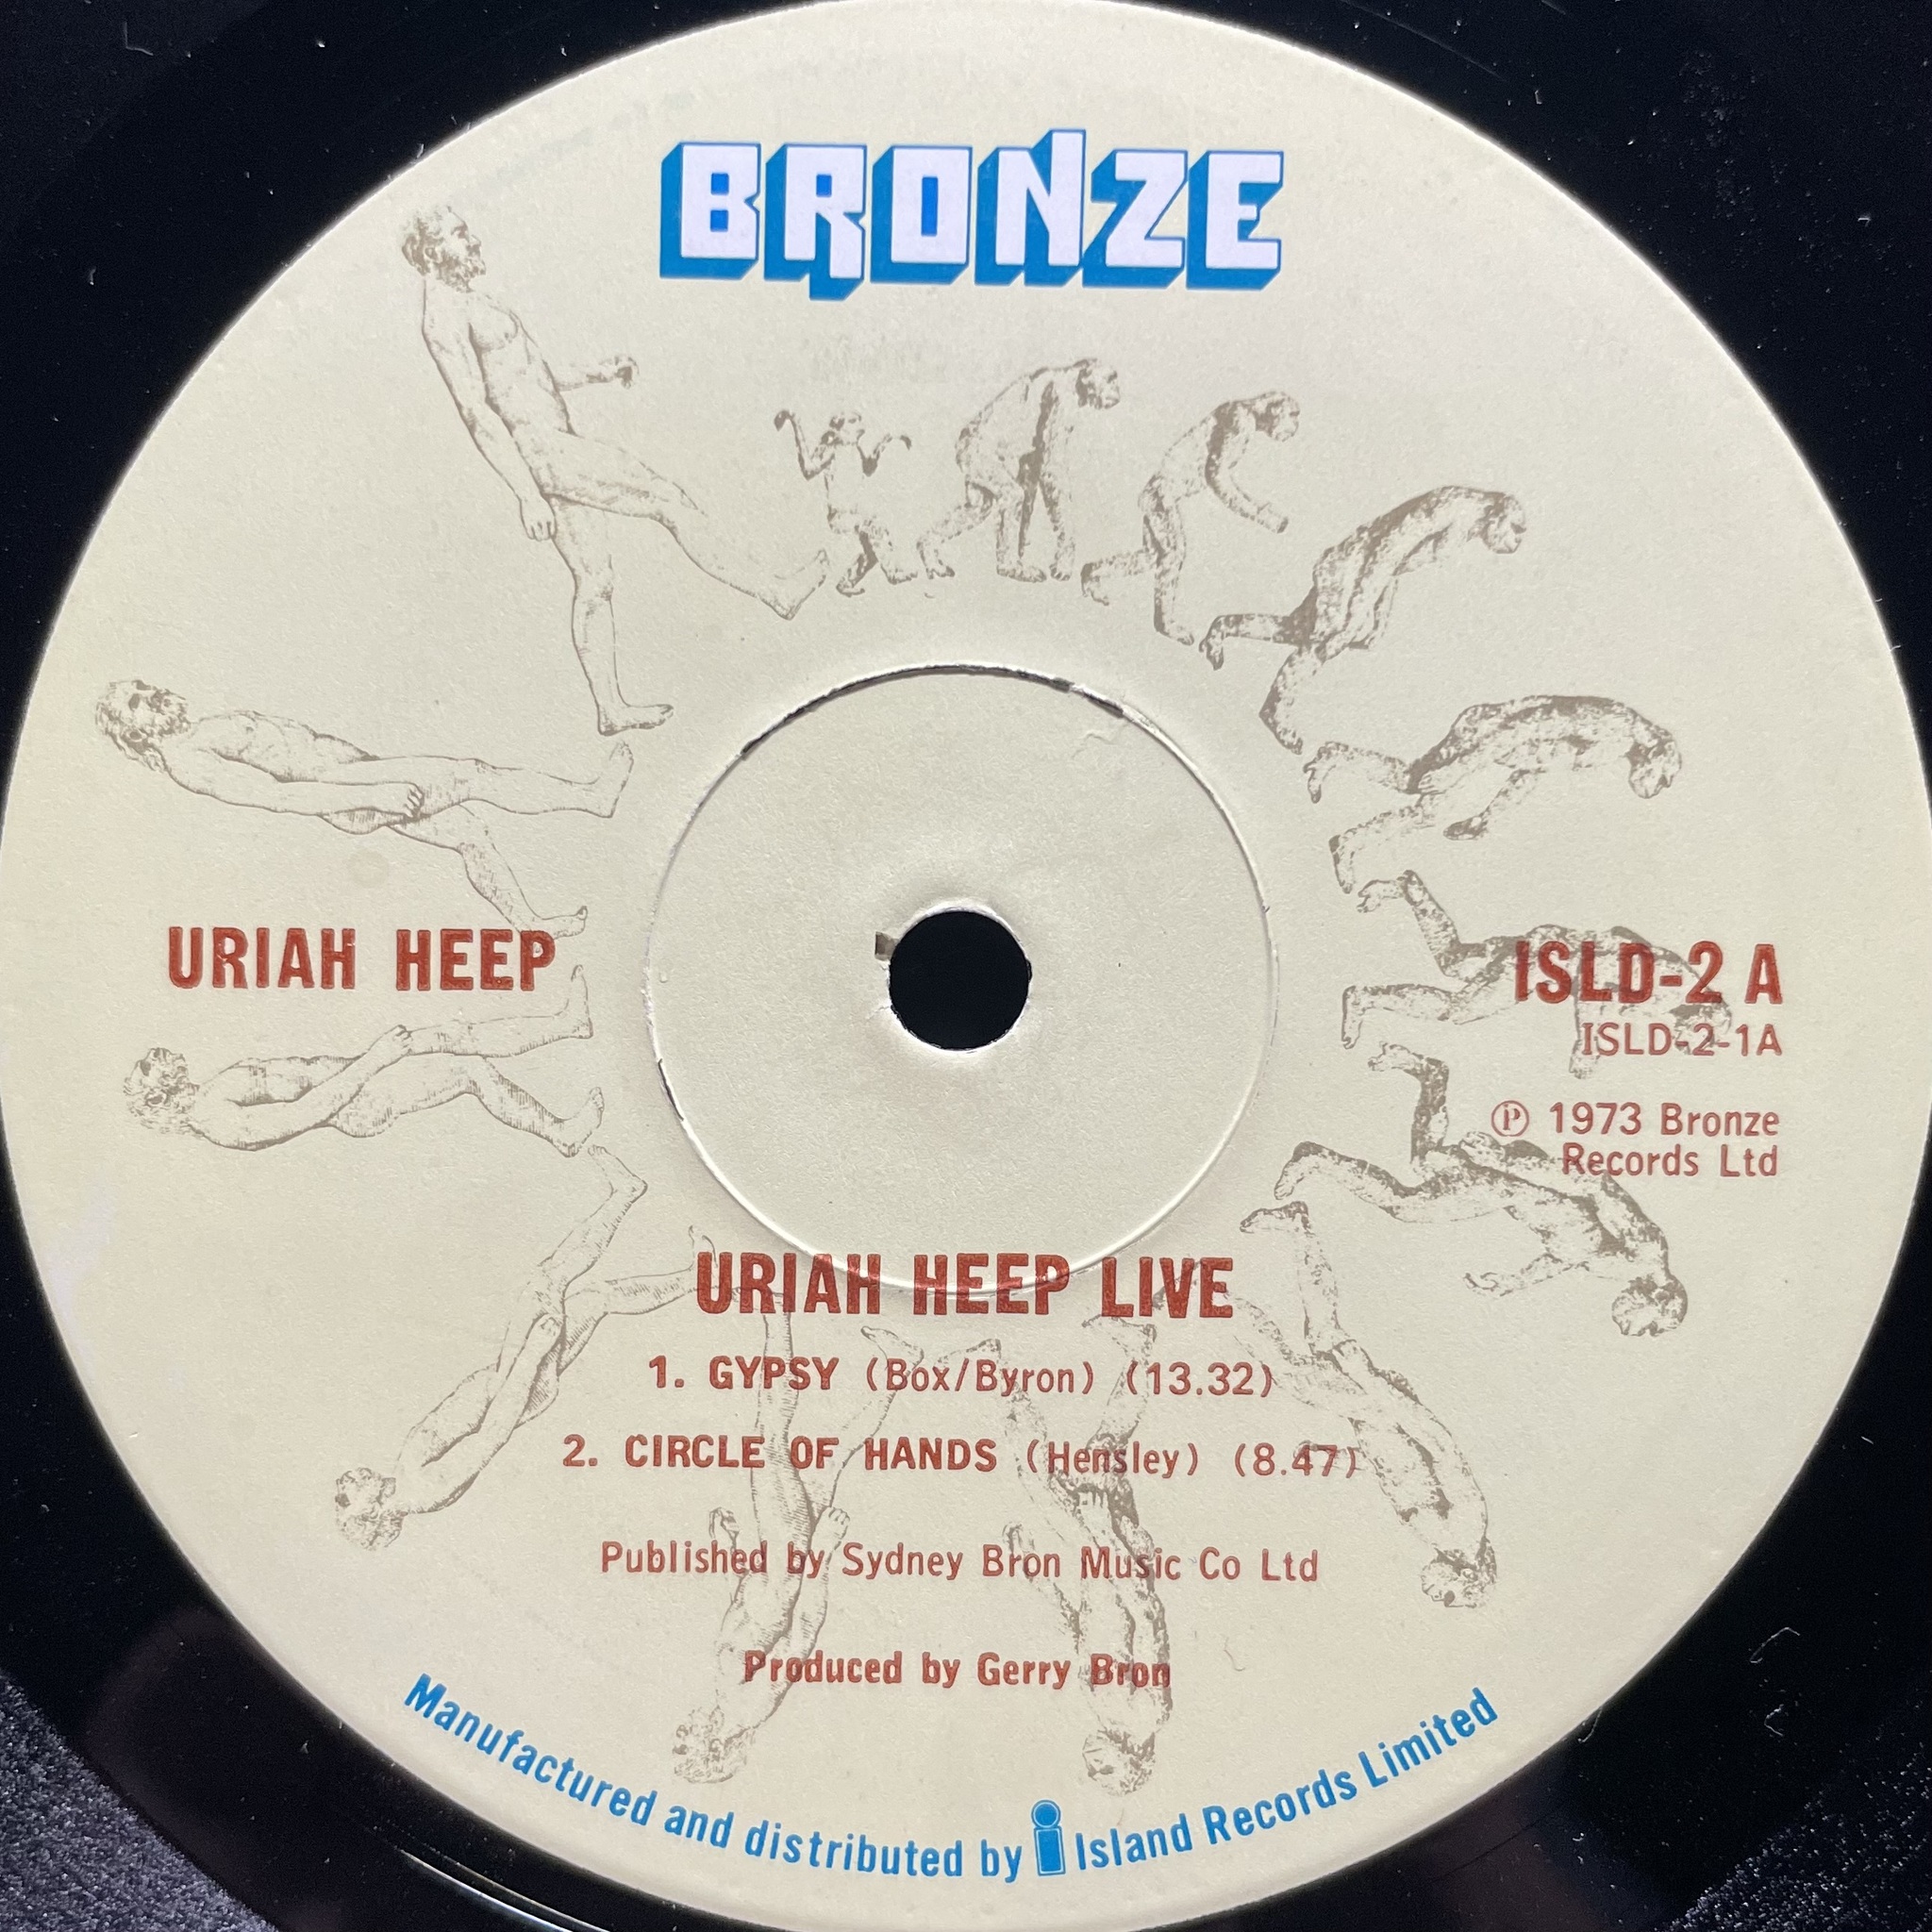 BRONZE
URIAH HEEP
ISLD-2 A
ISLD-2-1A
℗ 1973 Bronze
Records Ltd
URIAH HEEP LIVE
1. GYPSY (Box/Byron) (13.32)
2. CIRCLE OF HANDS (Hensley) (8.47)
Published by Sydney Bron Music Co Ltd
Produced by Gerry Bron
Manufactured and distributed by i Island Records Limited